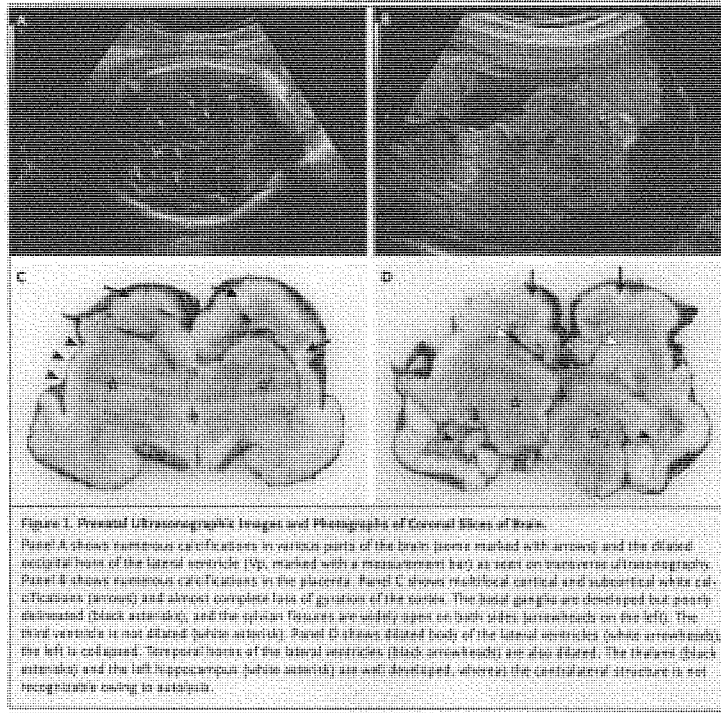 A
B
C
D
Figure 1. Prenatal Ultrasonographic Images and Photographs of Coronal Slices of Brain.
Panel A shows numerous calcifications in various parts of the brain (some marked with arrows) and the dilated
occipital horn of the lateral ventricle (Vp, marked with a measurement bar) as seen on transverse ultrasonography.
Panel B shows numerous calcifications in the placenta. Panel C shows multifocal cortical and subcortical white cal-
cifications (arrows) and almost complete loss of gyration of the cortex. The basal ganglia are developed but poorly
delineated (black asterisks), and the sylvian fissures are widely open on both sides (arrowheads on the left). The
third ventricle is not dilated (white asterisk). Panel D shows dilated body of the lateral ventricles (white arrowheads);
the left is collapsed. Temporal horns of the lateral ventricles (black arrowheads) are also dilated. The thalami (black
asterisks) and the left hippocampus (white asterisk) are well developed, whereas the contralateral structure is not
recognizable owing to autolysis.